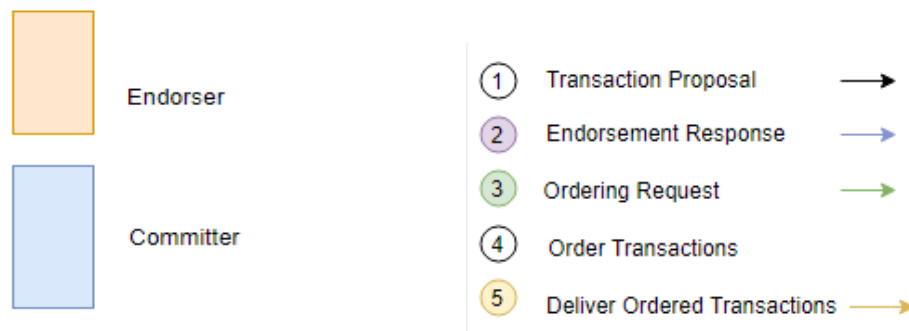 Endorser
Committer
1 Transaction Proposal
2 Endorsement Response
3 Ordering Request
4 Order Transactions
5 Deliver Ordered Transactions